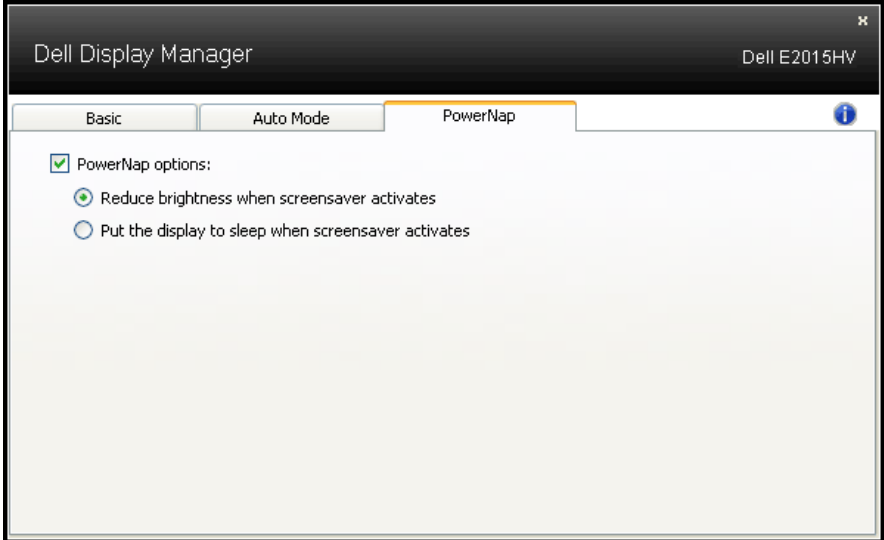 Dell Display Manager
Dell E2015HV
Basic
Auto Mode
PowerNap
PowerNap options:
Reduce brightness when screensaver activates
Put the display to sleep when screensaver activates